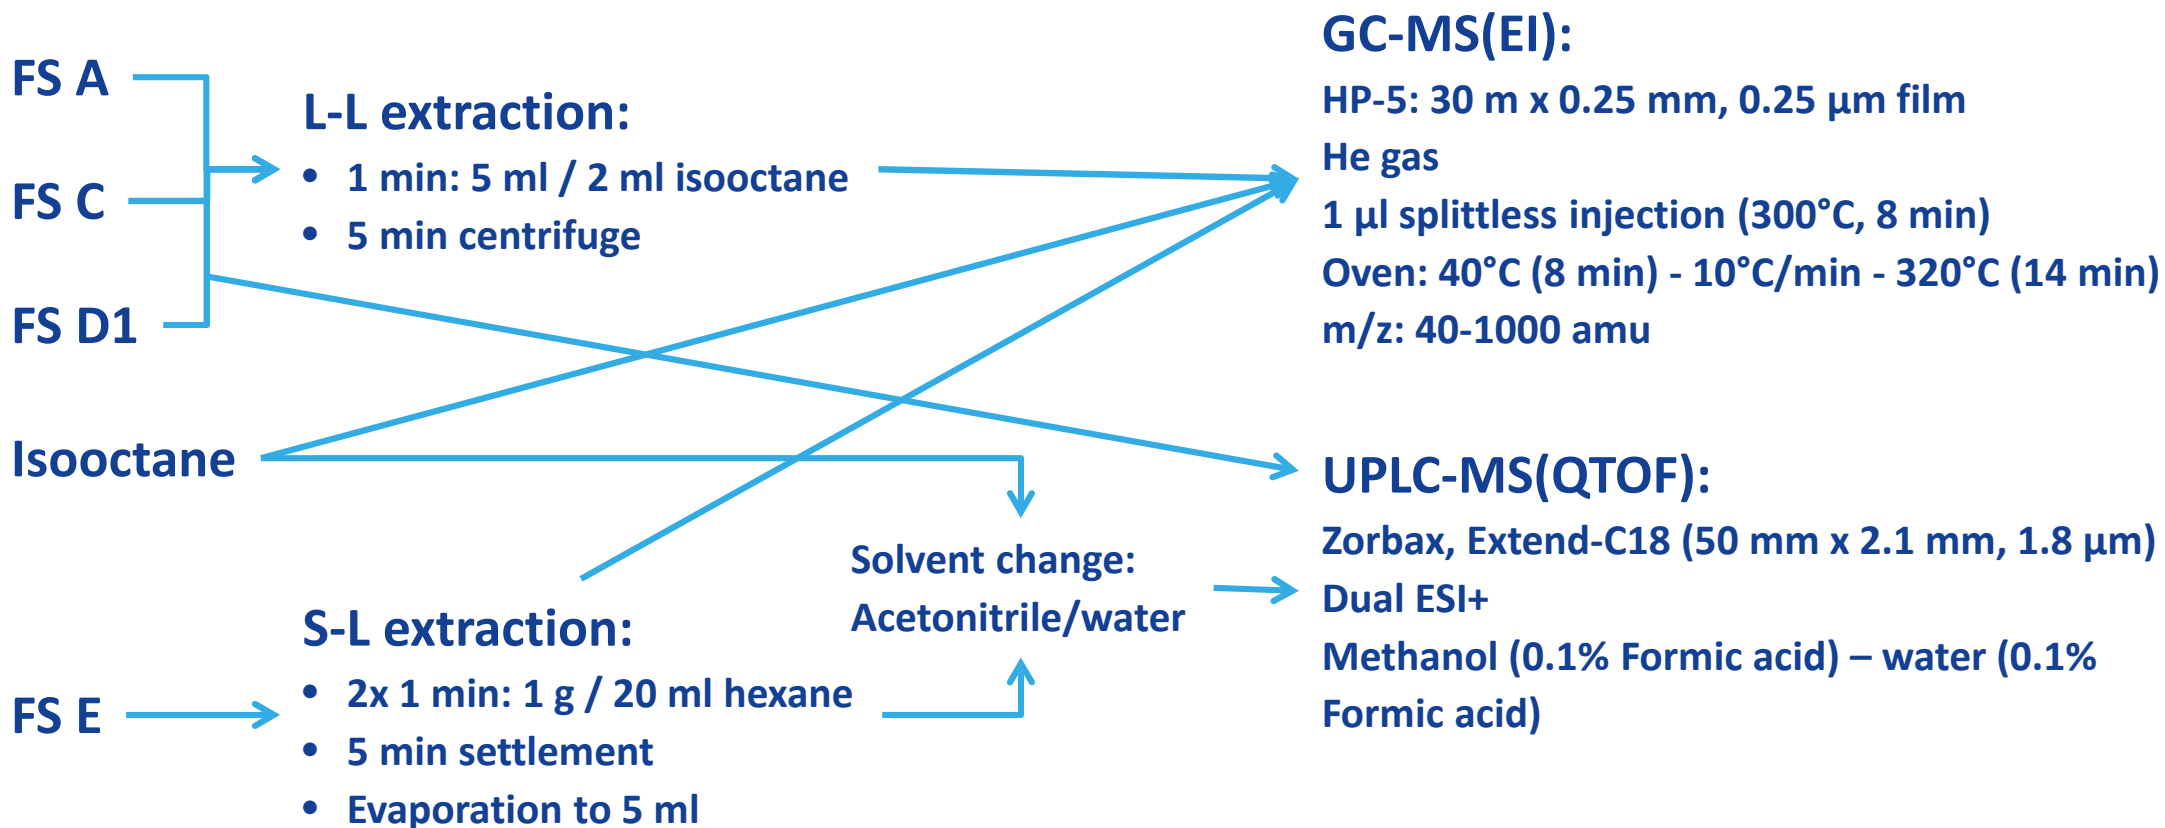 FS A
FS C
FS D1
Isooctane
FS E
L-L extraction:
• 1 min: 5 ml / 2 ml isooctane
• 5 min centrifuge
S-L extraction:
• 2x 1 min: 1 g / 20 ml hexane
• 5 min settlement
• Evaporation to 5 ml
Solvent change:
Acetonitrile/water
GC-MS(EI):
HP-5: 30 m x 0.25 mm, 0.25 µm film
He gas
1 µl splittless injection (300°C, 8 min)
Oven: 40°C (8 min) - 10°C/min - 320°C (14 min)
m/z: 40-1000 amu
UPLC-MS(QTOF):
Zorbax, Extend-C18 (50 mm x 2.1 mm, 1.8 µm)
Dual ESI+
Methanol (0.1% Formic acid) – water (0.1%
Formic acid)